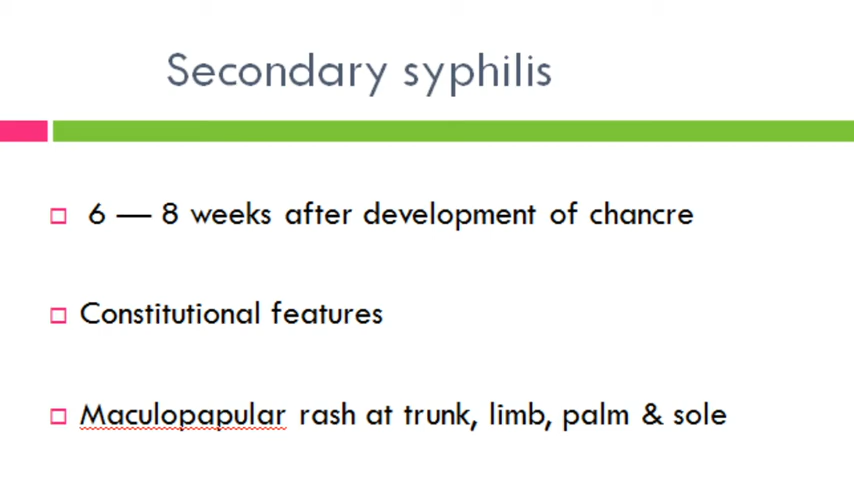 Secondary syphilis
6 — 8 weeks after development of chancre
Constitutional features
Maculopapular rash at trunk, limb, palm & sole